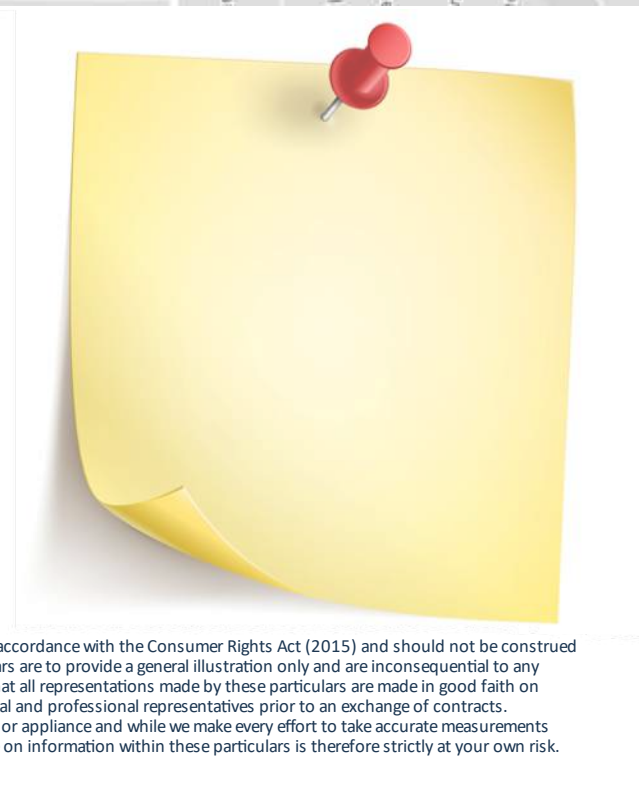 accordance with the Consumer Rights Act (2015) and should not be construed
rs are to provide a general illustration only and are inconsequential to any
at all representations made by these particulars are made in good faith on
al and professional representatives prior to an exchange of contracts.
or appliance and while we make every effort to take accurate measurements
on information within these particulars is therefore strictly at your own risk.